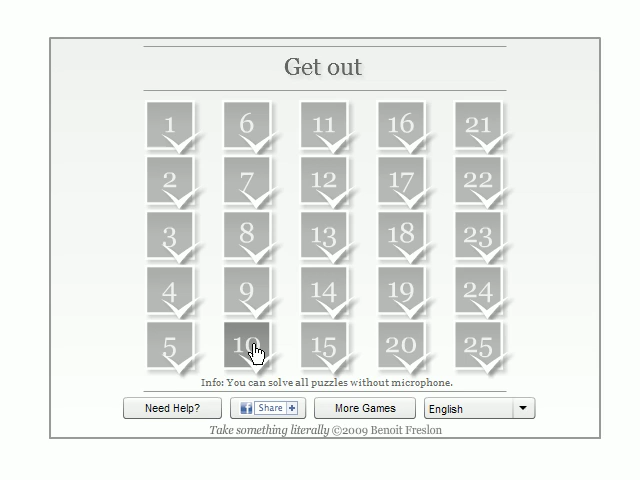 Get out
1 6 11 16 21
2 7 12 17 22
3 8 13 18 23
4 9 14 19 24
5 10 15 20 25
Info: You can solve all puzzles without microphone.
Need Help? Share + More Games English
Take something literally ©2009 Benoit Freslon